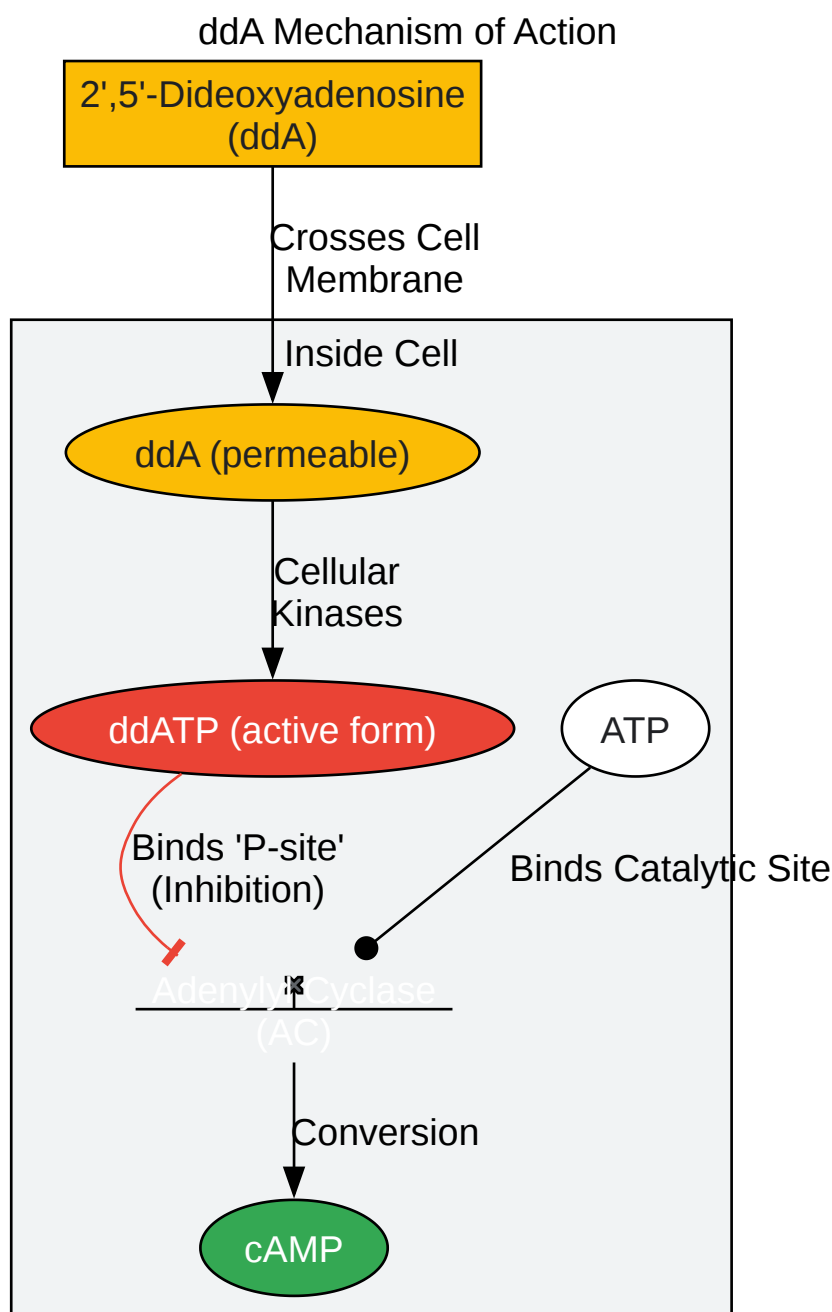 ddA Mechanism of Action
2',5'-Dideoxyadenosine
(ddA)
Crosses Cell
Membrane
Inside Cell
ddA (permeable)
Cellular
Kinases
ddATP (active form)
ATP
Binds 'P-site'
(Inhibition)
Binds Catalytic Site
Adenylyl Cyclase
(AC)
Conversion
cAMP